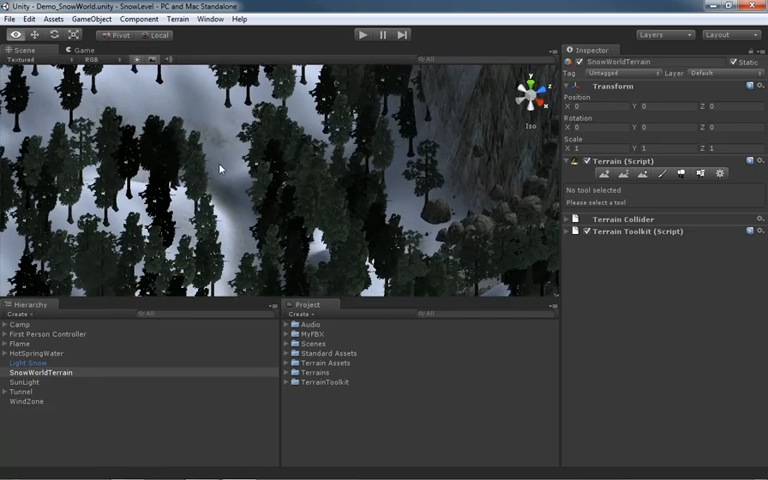 Unity - Demo_SnowWorld.unity - SnowLevel - PC and Mac Standalone
File Edit Assets GameObject Component Terrain Window Help
Pivot Local Layers Layout
Scene Game
Textured RGB All
y
x
z
Iso
Inspector
SnowWorldTerrain Static
Tag Untagged Layer Default
Transform
Position
X 0 Y 0 Z 0
Rotation
X 0 Y 0 Z 0
Scale
X 1 Y 1 Z 1
Terrain (Script)
No tool selected
Please select a tool
Terrain Collider
Terrain Toolkit (Script)
Hierarchy
Create All
Camp
First Person Controller
Flame
HotSpringWater
Light Snow
SnowWorldTerrain
SunLight
Tunnel
WindZone
Project
Create All
Audio
MyFBX
Scenes
Standard Assets
Terrain Assets
Terrains
TerrainToolkit